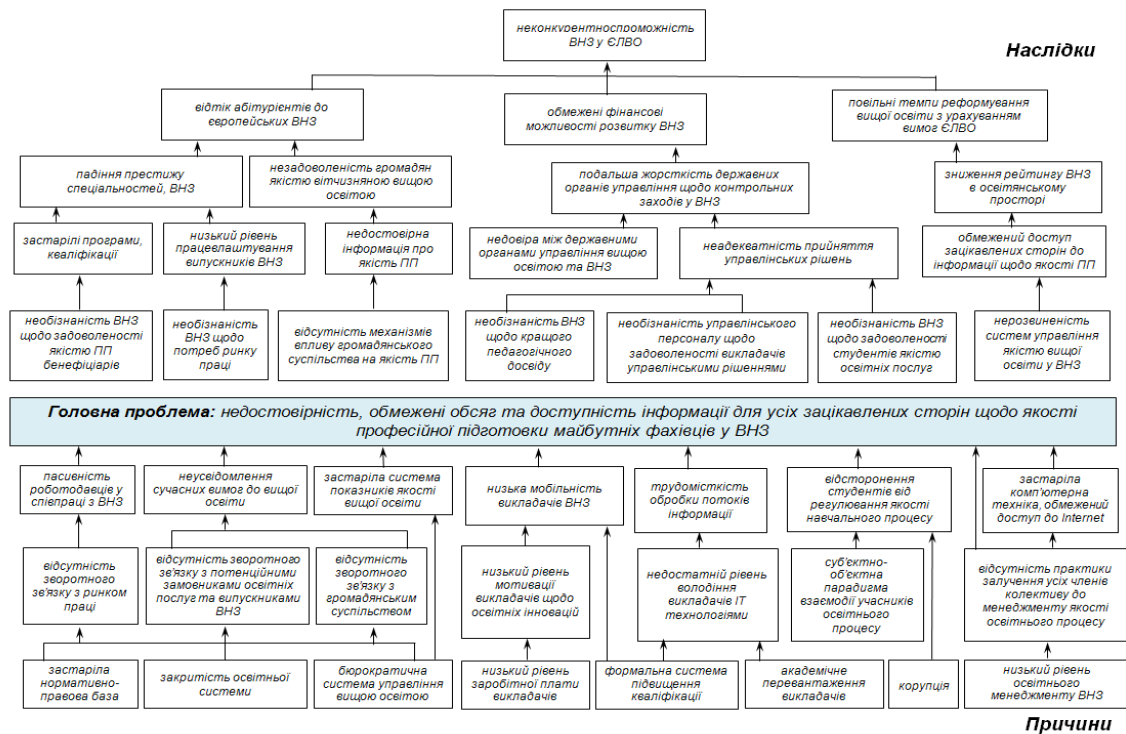 неконкурентноспроможність
ВНЗ у ЄПВО
Наслідки
відтік абітурієнтів до
європейських ВНЗ
обмежені фінансові
можливості розвитку ВНЗ
повільні темпи реформування
вищої освіти з урахуванням
вимог ЄПВО
падіння престижу
спеціальностей, ВНЗ
незадоволеність громадян
якістю вітчизняною вищою
освітою
подальша жорсткість державних
органів управління щодо контрольних
заходів у ВНЗ
зниження рейтингу ВНЗ
в освітянському
просторі
застарілі програми,
кваліфікації
низький рівень
працевлаштування
випускників ВНЗ
недостовірна
інформація про
якість ПП
недовіра між державними
органами управління вищою
освітою та ВНЗ
неадекватність прийняття
управлінських рішень
обмежений доступ
зацікавлених сторін до
інформації щодо якості ПП
необізнаність ВНЗ
щодо задоволеності
якістю ПП
бенефіціарів
необізнаність
ВНЗ щодо
потреб ринку
праці
відсутність механізмів
впливу громадянського
суспільства на якість ПП
необізнаність ВНЗ
щодо кращого
педагогічного
досвіду
необізнаність управлінського
персоналу щодо
задоволеності викладачів
управлінськими рішеннями
необізнаність ВНЗ
щодо задоволеності
студентів якістю
освітніх послуг
нерозвиненість
систем управління
якістю вищої
освіти у ВНЗ
Головна проблема: недостовірність, обмежені обсяг та доступність інформації для усіх зацікавлених сторін щодо якості
професійної підготовки майбутніх фахівців у ВНЗ
пасивність
роботодавців у
співпраці з ВНЗ
неусвідомлення
сучасних вимог до вищої
освіти
застаріла система
показників якості
вищої освіти
низька мобільність
викладачів ВНЗ
трудомісткість
обробки потоків
інформації
відсторонення
студентів від
регулювання якості
навчального процесу
застаріла
комп'ютерна
техніка, обмежений
доступ до Internet
відсутність
зворотного
зв'язку з ринком
праці
відсутність зворотного
зв'язку з потенційними
замовниками освітніх
послуг та випускниками
ВНЗ
відсутність
зворотного
зв'язку з
громадянським
суспільством
низький рівень
мотивації
викладачів щодо
освітніх інновацій
недостатній рівень
володіння
викладачів ІТ
технологіями
суб'єктно-
об'єктна
парадигма
взаємодії учасників
освітнього процесу
відсутність практики
залучення усіх членів
колективу до
менеджменту якості
освітнього процесу
застаріла
нормативно-
правова база
закритість освітньої
системи
бюрократична
система управління
вищою освітою
низький рівень
заробітної плати
викладачів
формальна система
підвищення
кваліфікації
академічне
перевантаження
викладачів
корупція
низький рівень
освітнього
менеджменту ВНЗ
Причини